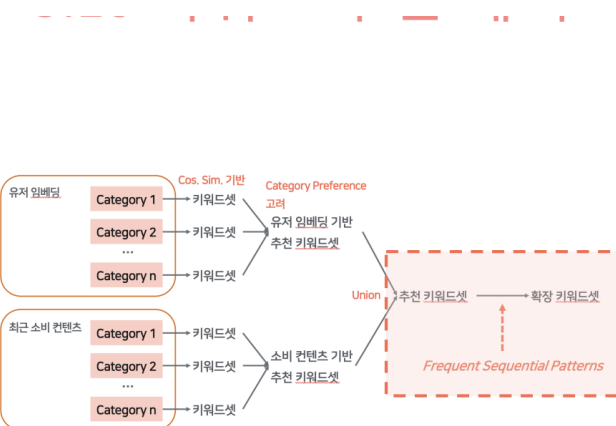 Cos. Sim. 기반
유저 임베딩
Category 1
키워드셋
Category Preference
고려
Category 2
키워드셋
유저 임베딩 기반
추천 키워드셋
...
Category n
키워드셋
Union
추천 키워드셋
확장 키워드셋
최근 소비 컨텐츠
Category 1
키워드셋
Category 2
키워드셋
소비 컨텐츠 기반
추천 키워드셋
Frequent Sequential Patterns
...
Category n
키워드셋